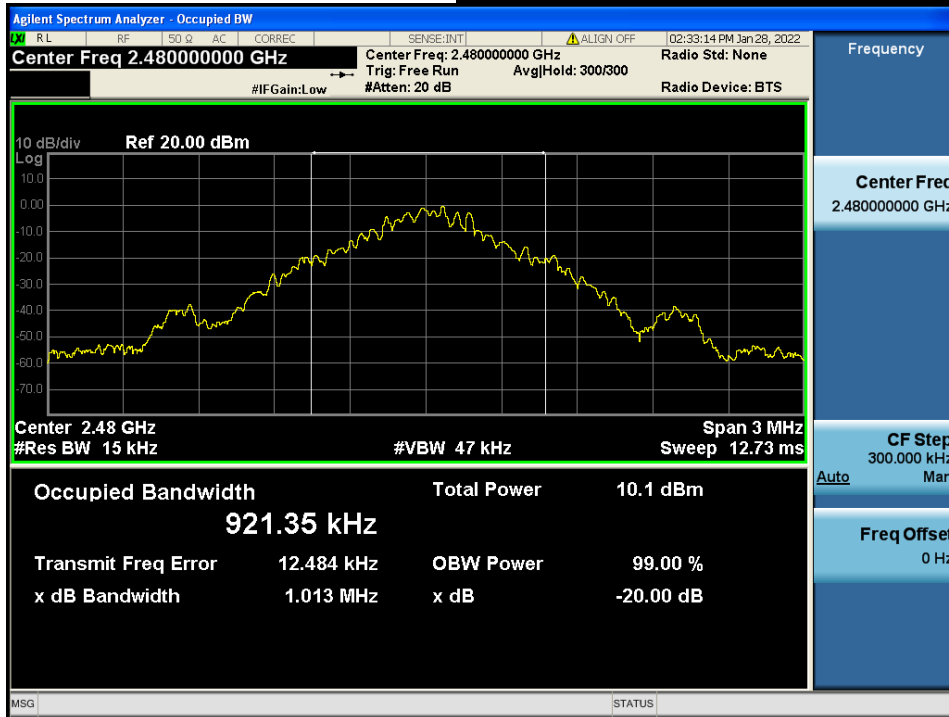 Agilent Spectrum Analyzer - Occupied BW
LXI RL RF 50 Ω AC CORREC SENSE:INT ALIGN OFF 02:33:14 PM Jan 28, 2022
Center Freq 2.480000000 GHz Center Freq: 2.480000000 GHz Radio Std: None
Trig: Free Run Avg|Hold: 300/300
#IFGain:Low #Atten: 20 dB Radio Device: BTS
Frequency
10 dB/div Ref 20.00 dBm
Log
10.0
0.00
-10.0
-20.0
-30.0
-40.0
-50.0
-60.0
-70.0
Center Freq
2.480000000 GHz
Center 2.48 GHz Span 3 MHz
#Res BW 15 kHz #VBW 47 kHz Sweep 12.73 ms
CF Step
300.000 kHz
Auto Man
Occupied Bandwidth Total Power 10.1 dBm
921.35 kHz
Transmit Freq Error 12.484 kHz OBW Power 99.00 %
x dB Bandwidth 1.013 MHz x dB -20.00 dB
Freq Offset
0 Hz
MSG STATUS